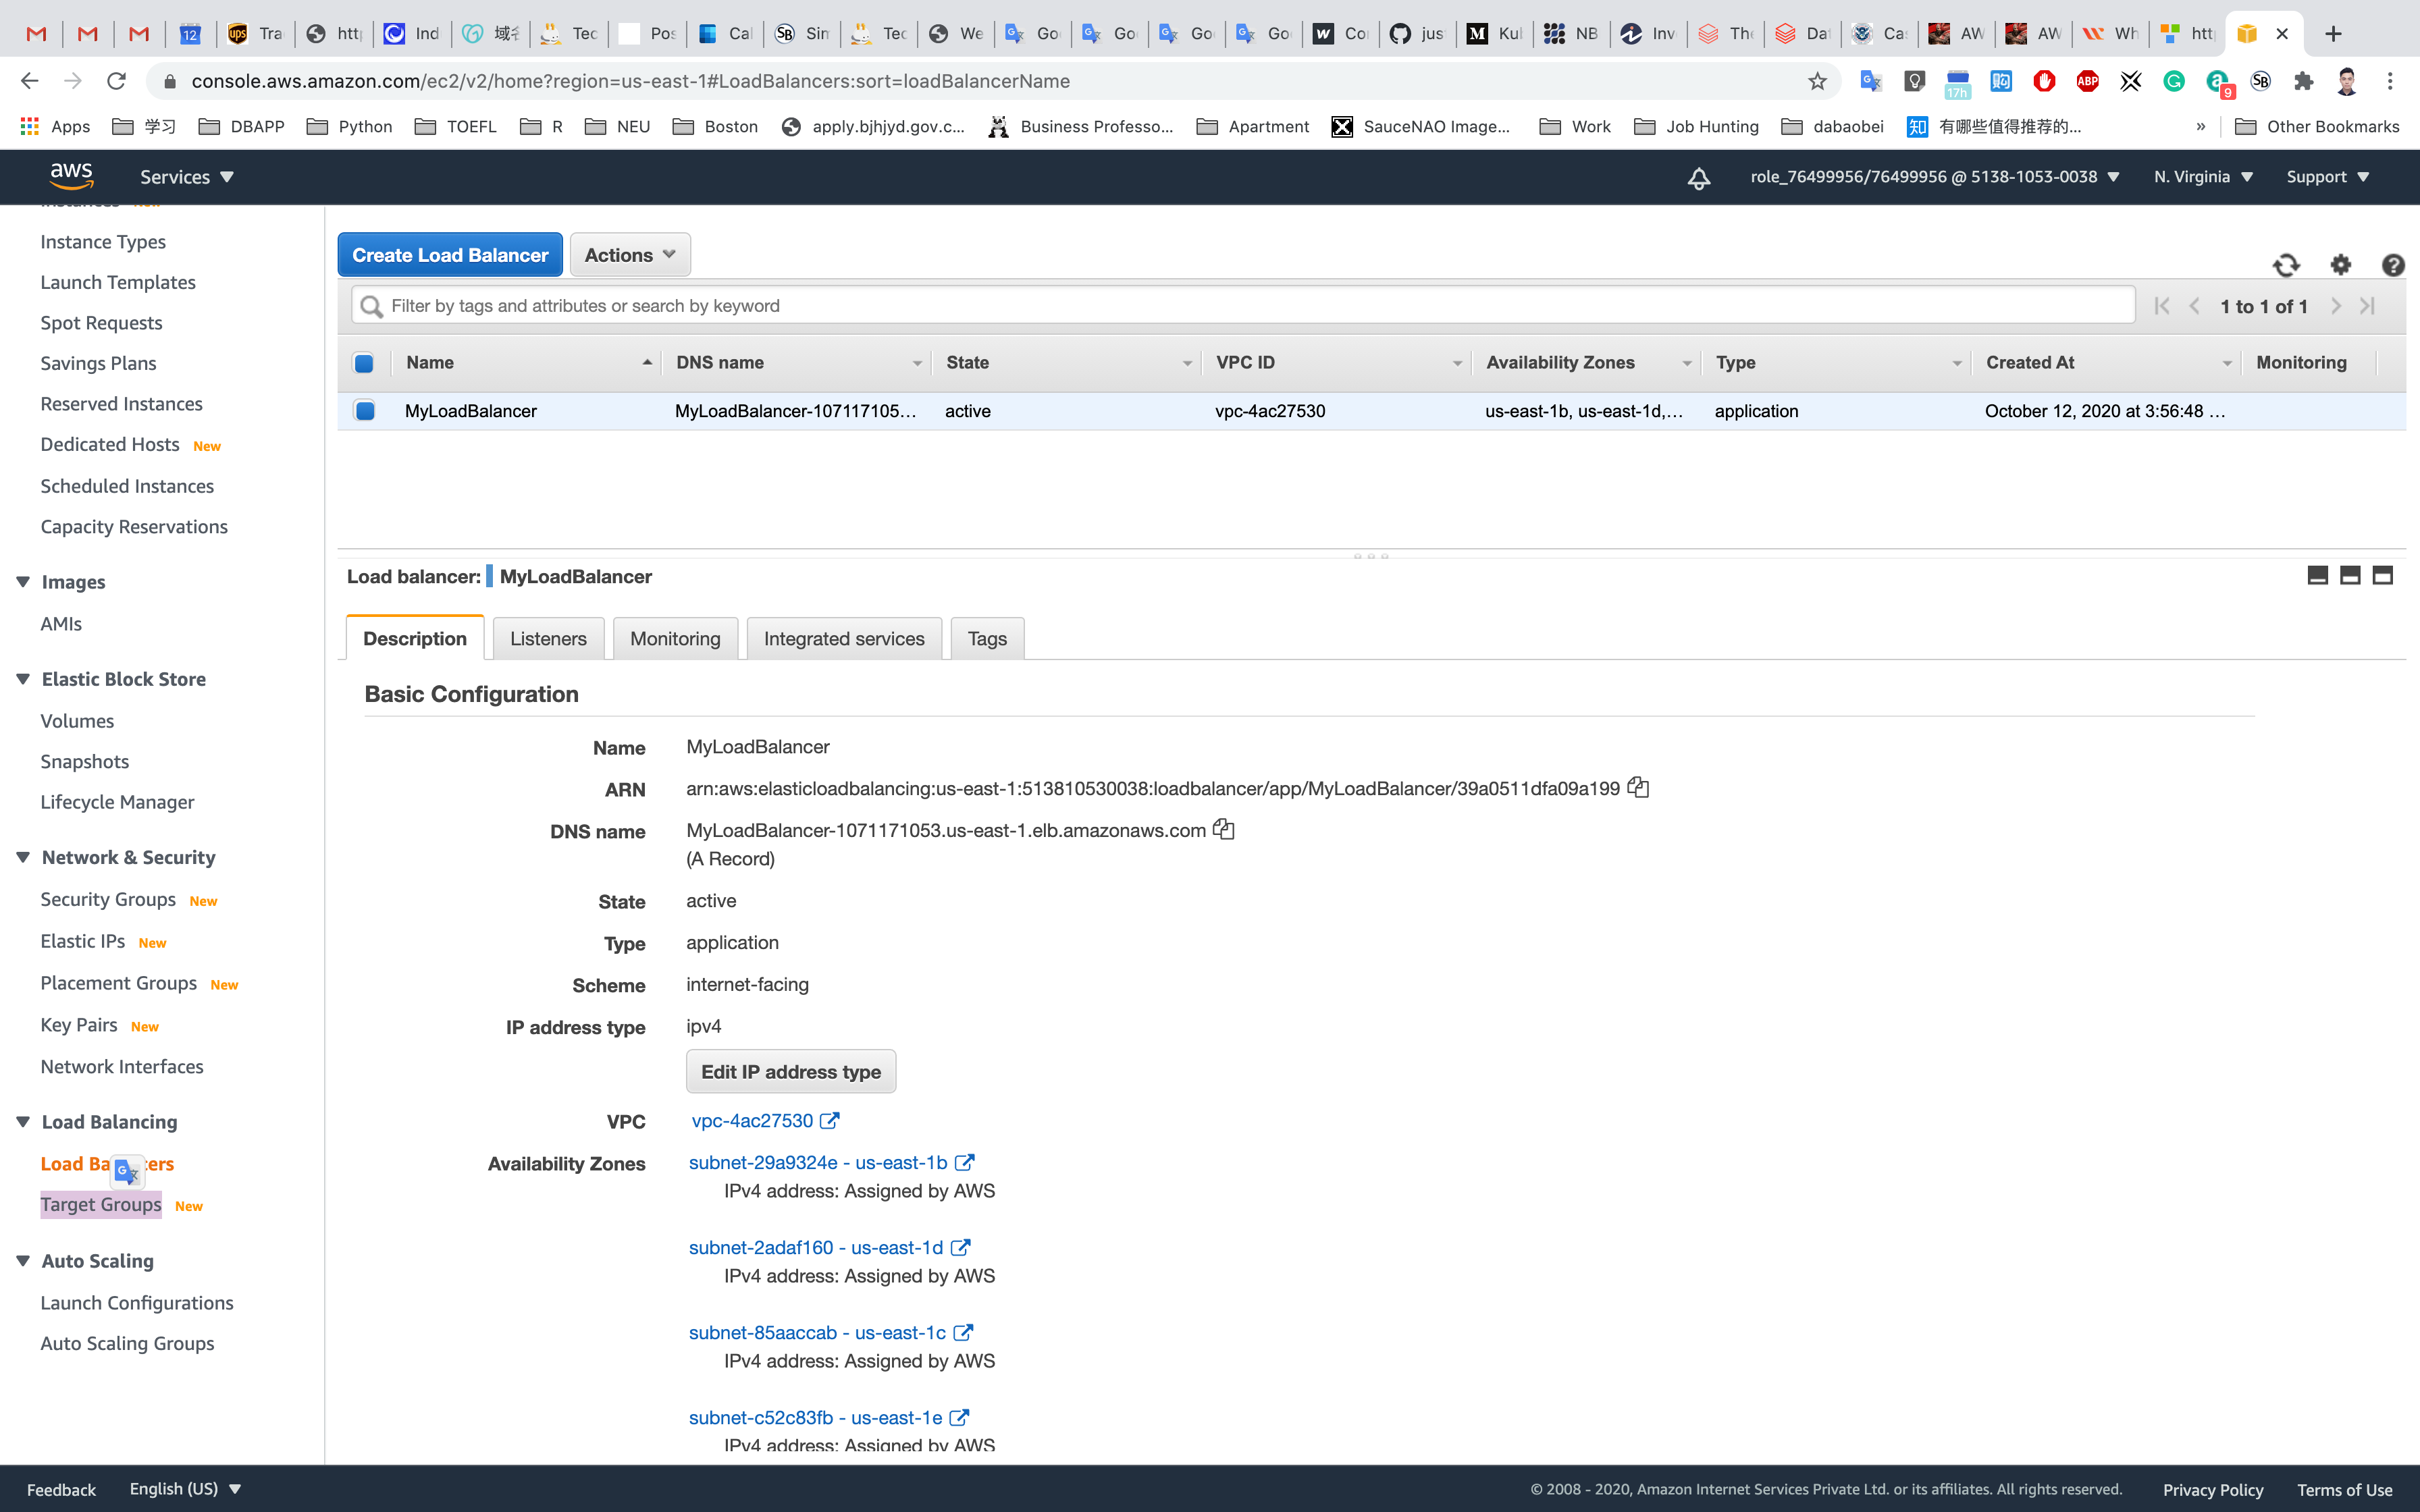 12
Tra
htt
Ind
域名
Tec
Pos
Cal
Sim
Tec
We
Goo
Go
Goo
Go
Co
jus
Kub
NB
Inv
The
Dat
Cas
AW
AW
Wh
http
console.aws.amazon.com/ec2/v2/home?region=us-east-1#LoadBalancers:sort=loadBalancerName
17h
ABP
9
Apps 学习 DBAPP Python TOEFL R NEU Boston apply.bjhjyd.gov.c... Business Professo... Apartment SauceNAO Image... Work Job Hunting dabaobei 有哪些值得推荐的... » Other Bookmarks
aws Services role_76499956/76499956 @ 5138-1053-0038 N. Virginia Support
Instance Types
Launch Templates
Spot Requests
Savings Plans
Reserved Instances
Dedicated Hosts New
Scheduled Instances
Capacity Reservations
Images
AMIs
Elastic Block Store
Volumes
Snapshots
Lifecycle Manager
Network & Security
Security Groups New
Elastic IPs New
Placement Groups New
Key Pairs New
Network Interfaces
Load Balancing
Target Groups New
Auto Scaling
Launch Configurations
Auto Scaling Groups
Create Load Balancer Actions
Filter by tags and attributes or search by keyword 1 to 1 of 1
Name DNS name State VPC ID Availability Zones Type Created At Monitoring
MyLoadBalancer MyLoadBalancer-107117105... active vpc-4ac27530 us-east-1b, us-east-1d,... application October 12, 2020 at 3:56:48 ...
Load balancer: MyLoadBalancer
Description Listeners Monitoring Integrated services Tags
Basic Configuration
Name MyLoadBalancer
ARN arn:aws:elasticloadbalancing:us-east-1:513810530038:loadbalancer/app/MyLoadBalancer/39a0511dfa09a199
DNS name MyLoadBalancer-1071171053.us-east-1.elb.amazonaws.com
(A Record)
State active
Type application
Scheme internet-facing
IP address type ipv4
Edit IP address type
VPC vpc-4ac27530
Availability Zones subnet-29a9324e - us-east-1b
IPv4 address: Assigned by AWS
subnet-2adaf160 - us-east-1d
IPv4 address: Assigned by AWS
subnet-85aaccab - us-east-1c
IPv4 address: Assigned by AWS
subnet-c52c83fb - us-east-1e
IPv4 address: Assigned by AWS
Feedback English (US) © 2008 - 2020, Amazon Internet Services Private Ltd. or its affiliates. All rights reserved. Privacy Policy Terms of Use